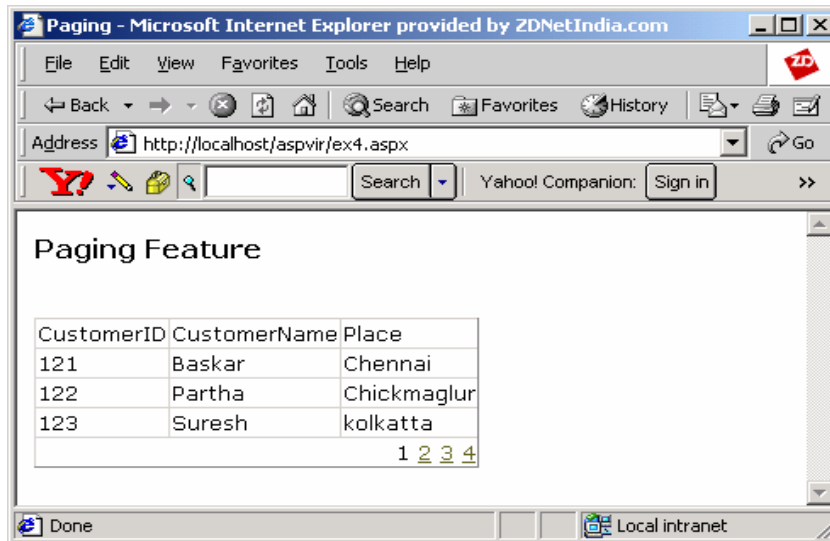 Paging - Microsoft Internet Explorer provided by ZDNetIndia.com
File Edit View Favorites Tools Help
ZD
Back Search Favorites History
Address http://localhost/aspvir/ex4.aspx Go
Y! Search Yahoo! Companion: Sign in »
Paging Feature
CustomerID CustomerName Place
121 Baskar Chennai
122 Partha Chickmaglur
123 Suresh kolkatta
1 2 3 4
Done Local intranet